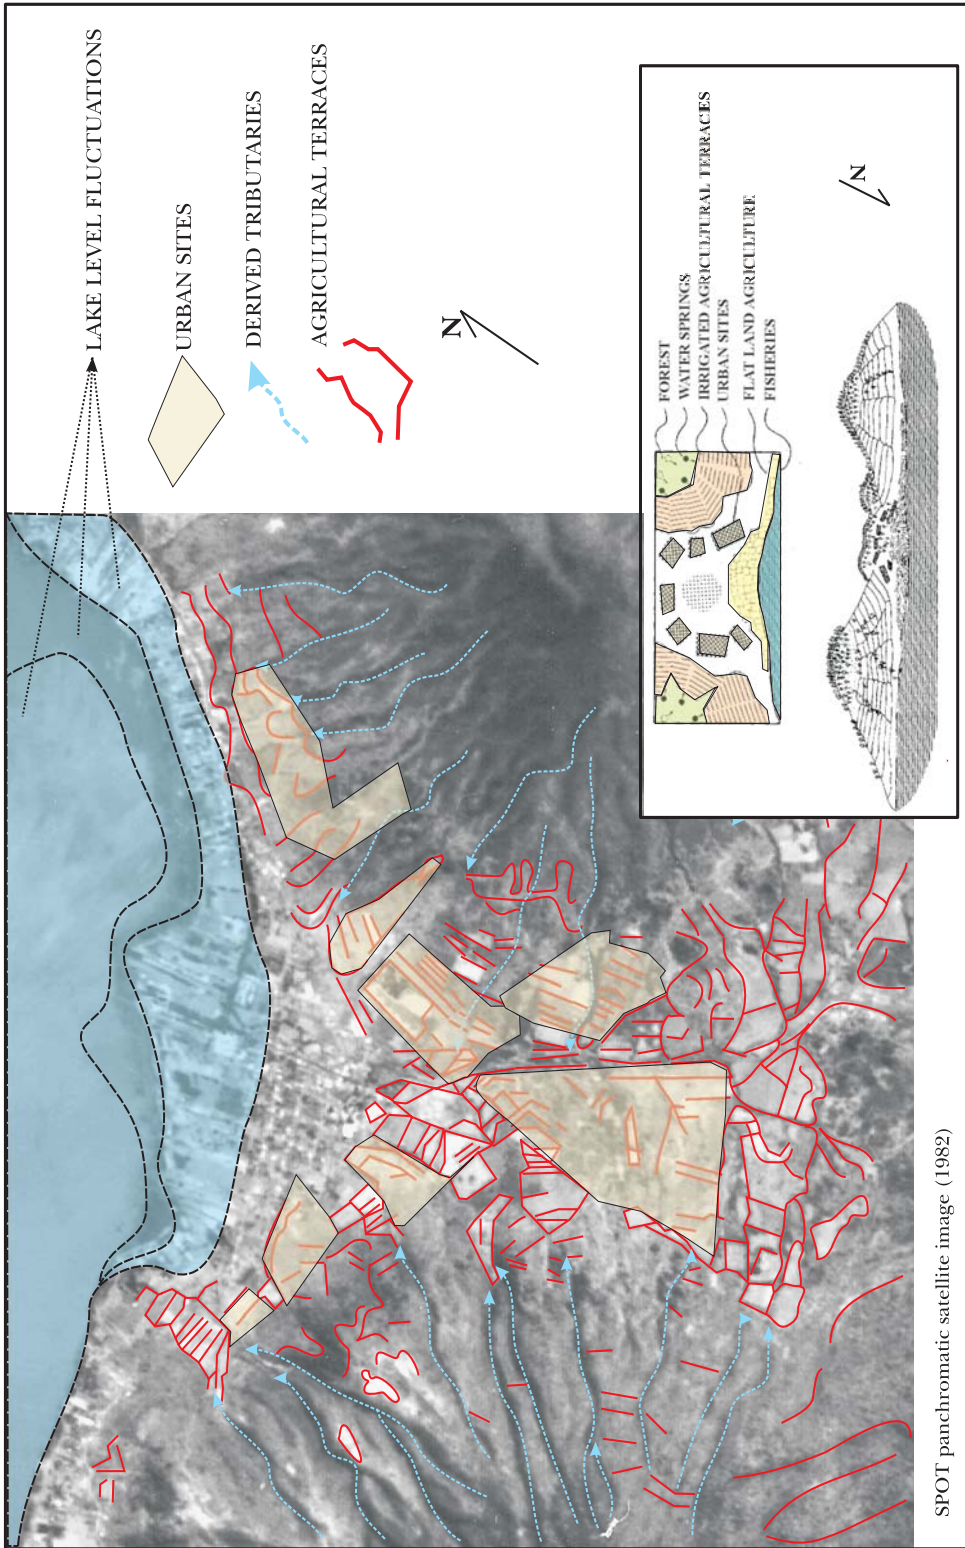 LAKE LEVEL FLUCTUATIONS
URBAN SITES
DERIVED TRIBUTARIES
AGRICULTURAL TERRACES
N
FOREST
WATER SPRINGS
IRRIGATED AGRICULTURAL TERRACES
URBAN SITES
FLAT LAND AGRICULTURE
FISHERIES
N
SPOT panchromatic satellite image (1982)